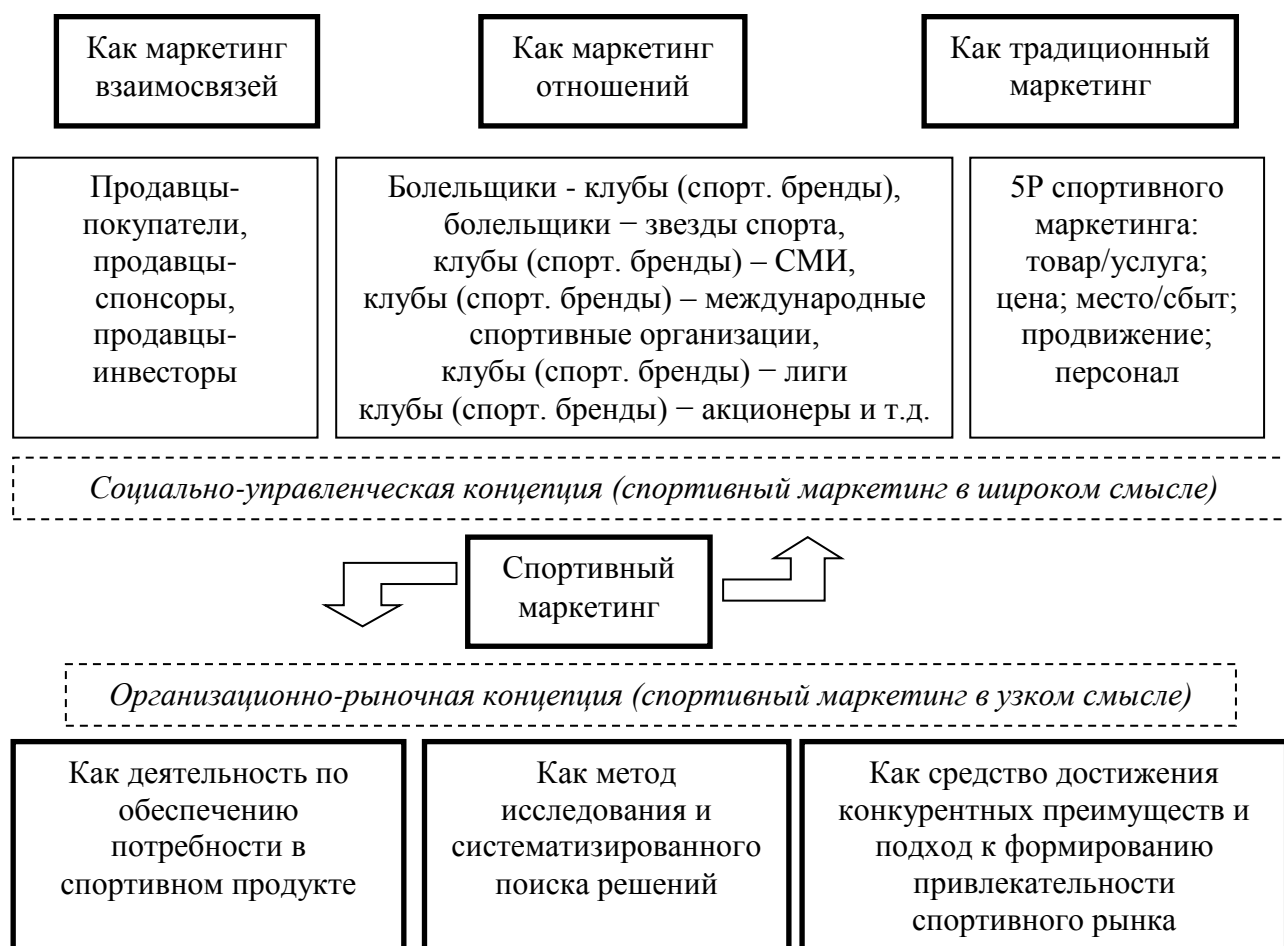 Как маркетинг
взаимосвязей
Как маркетинг
отношений
Как традиционный
маркетинг
Продавцы-
покупатели,
продавцы-
спонсоры,
продавцы-
инвесторы
Болельщики - клубы (спорт. бренды),
болельщики − звезды спорта,
клубы (спорт. бренды) – СМИ,
клубы (спорт. бренды) – международные
спортивные организации,
клубы (спорт. бренды) − лиги
клубы (спорт. бренды) − акционеры и т.д.
5Р спортивного
маркетинга:
товар/услуга;
цена; место/сбыт;
продвижение;
персонал
Социально-управленческая концепция (спортивный маркетинг в широком смысле)
Спортивный
маркетинг
Организационно-рыночная концепция (спортивный маркетинг в узком смысле)
Как деятельность по
обеспечению
потребности в
спортивном продукте
Как метод
исследования и
систематизированного
поиска решений
Как средство достижения
конкурентных преимуществ и
подход к формированию
привлекательности
спортивного рынка